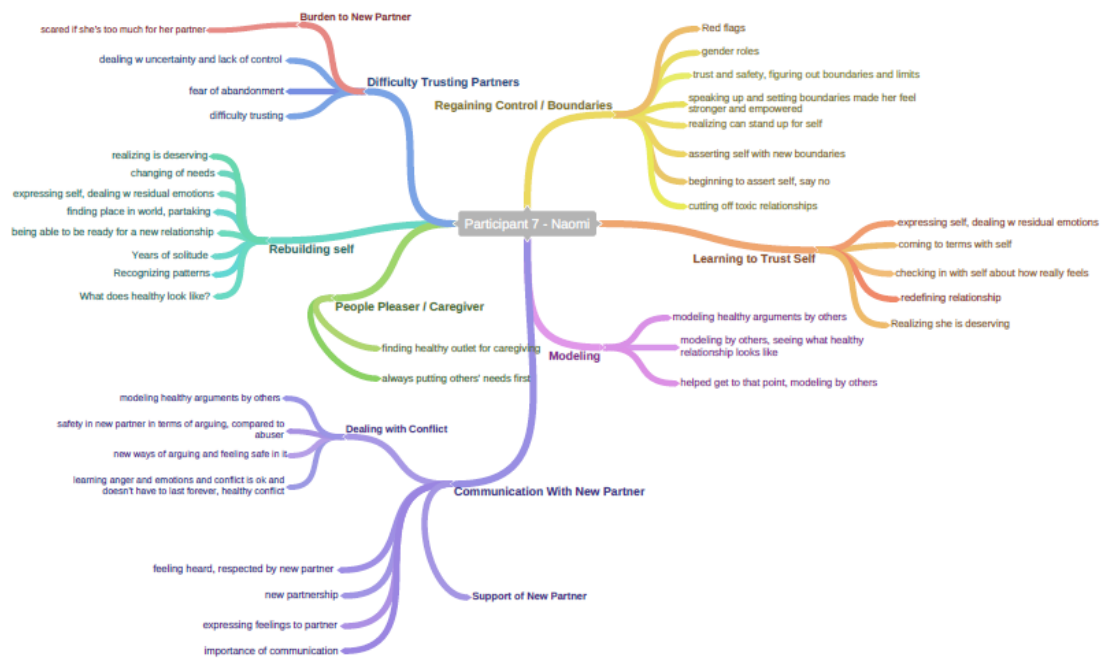 Participant 7 - Naomi
Difficulty Trusting Partners
Burden to New Partner
scared if she's too much for her partner
dealing w uncertainty and lack of control
fear of abandonment
difficulty trusting
Rebuilding self
realizing is deserving
changing of needs
expressing self, dealing w residual emotions
finding place in world, partaking
being able to be ready for a new relationship
Years of solitude
Recognizing patterns
What does healthy look like?
People Pleaser / Caregiver
finding healthy outlet for caregiving
always putting others' needs first
Communication With New Partner
Dealing with Conflict
modeling healthy arguments by others
safety in new partner in terms of arguing, compared to
abuser
new ways of arguing and feeling safe in it
learning anger and emotions and conflict is ok and
doesn't have to last forever, healthy conflict
feeling heard, respected by new partner
new partnership
expressing feelings to partner
importance of communication
Support of New Partner
Regaining Control / Boundaries
Red flags
gender roles
trust and safety, figuring out boundaries and limits
speaking up and setting boundaries made her feel
stronger and empowered
realizing can stand up for self
asserting self with new boundaries
beginning to assert self, say no
cutting off toxic relationships
Learning to Trust Self
expressing self, dealing w residual emotions
coming to terms with self
checking in with self about how really feels
redefining relationship
Realizing she is deserving
Modeling
modeling healthy arguments by others
modeling by others, seeing what healthy
relationship looks like
helped get to that point, modeling by others